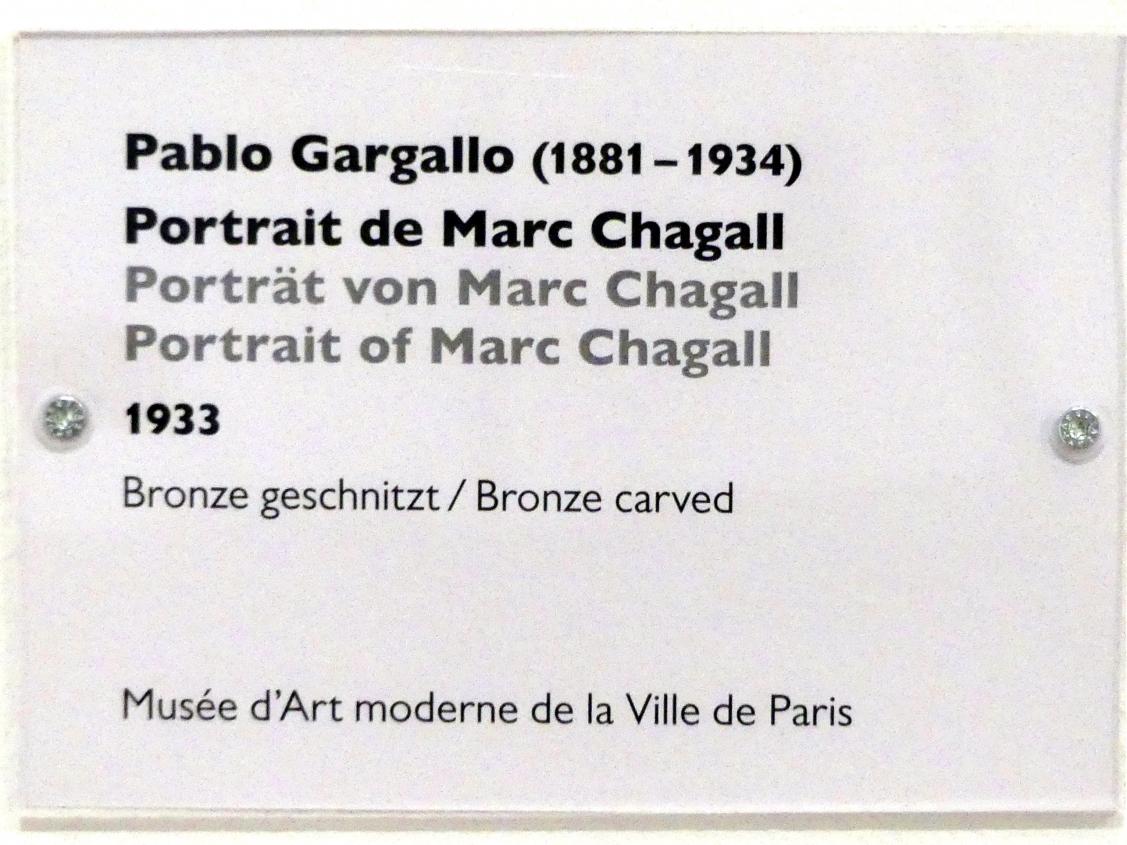 Pablo Gargallo (1881–1934)
Portrait de Marc Chagall
Porträt von Marc Chagall
Portrait of Marc Chagall
1933
Bronze geschnitzt / Bronze carved
Musée d'Art moderne de la Ville de Paris